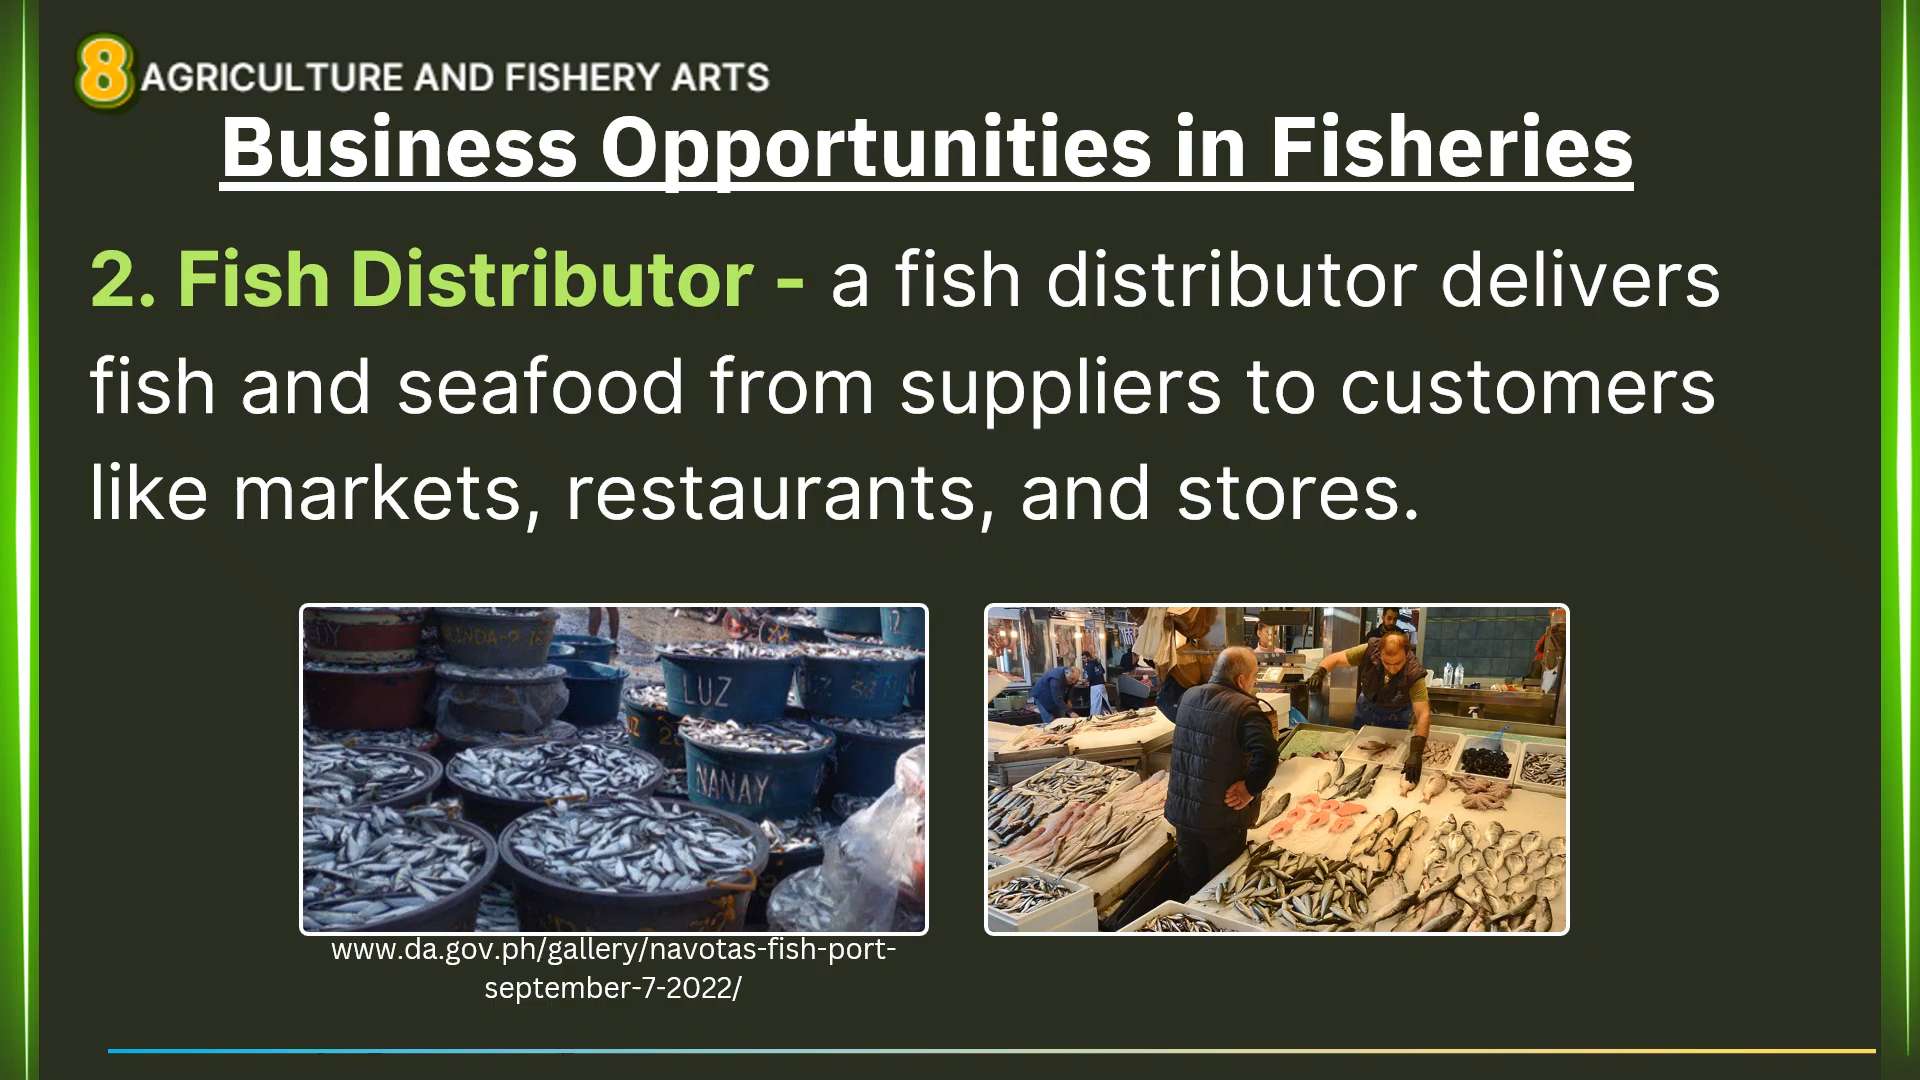 8 AGRICULTURE AND FISHERY ARTS
Business Opportunities in Fisheries
2. Fish Distributor - a fish distributor delivers
fish and seafood from suppliers to customers
like markets, restaurants, and stores.
LUZ
NANAY
www.da.gov.ph/gallery/navotas-fish-port-
september-7-2022/